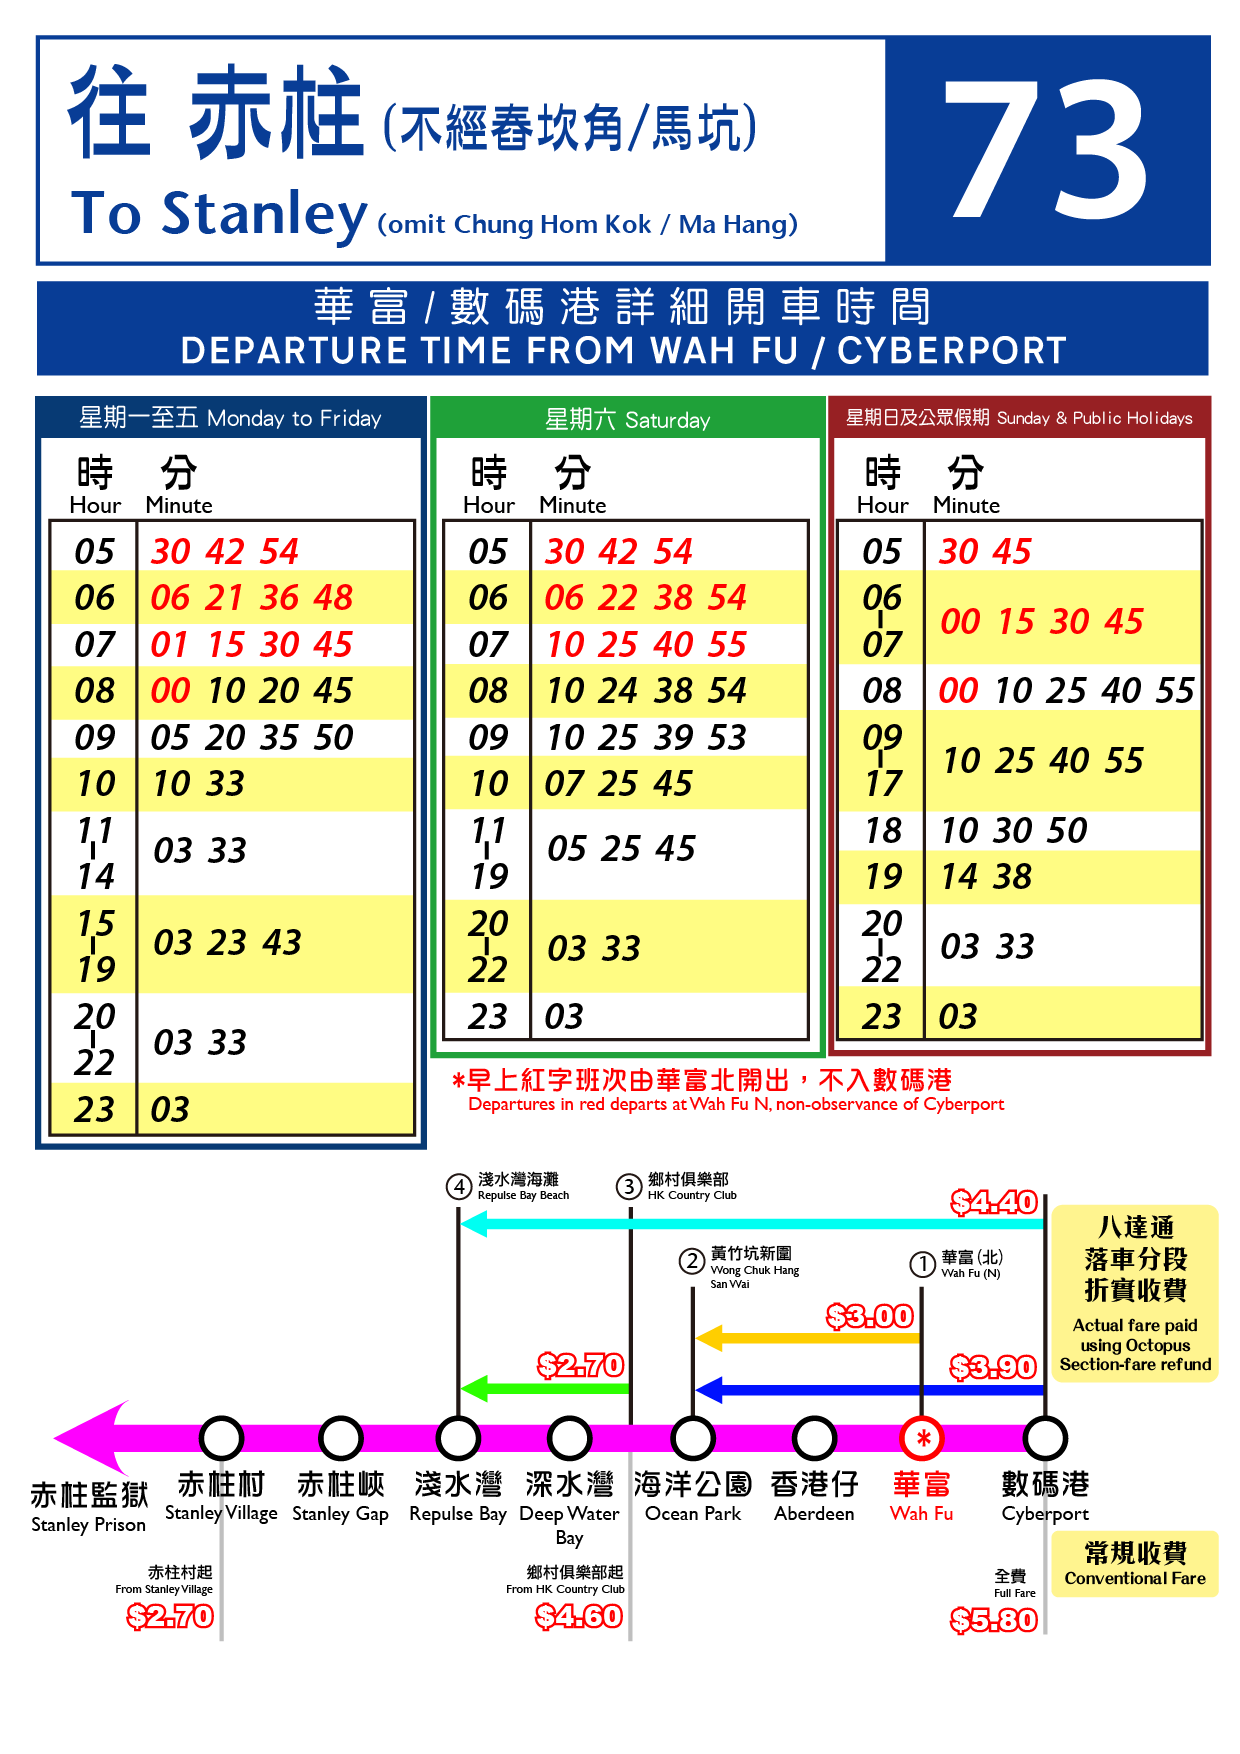 往 赤柱 (不經舂坎角/馬坑)
To Stanley (omit Chung Hom Kok / Ma Hang)
73
華富/數碼港詳細開車時間
DEPARTURE TIME FROM WAH FU / CYBERPORT
星期一至五 Monday to Friday
時 分
Hour Minute
05 30 42 54
06 06 21 36 48
07 01 15 30 45
08 00 10 20 45
09 05 20 35 50
10 10 33
11
|
14
03 33
15
|
19
03 23 43
20
|
22
03 33
23 03
星期六 Saturday
時 分
Hour Minute
05 30 42 54
06 06 22 38 54
07 10 25 40 55
08 10 24 38 54
09 10 25 39 53
10 07 25 45
11
|
19
05 25 45
20
|
22
03 33
23 03
星期日及公眾假期 Sunday & Public Holidays
時 分
Hour Minute
05 30 45
06
|
07
00 15 30 45
08 00 10 25 40 55
09
|
17
10 25 40 55
18 10 30 50
19 14 38
20
|
22
03 33
23 03
*早上紅字班次由華富北開出，不入數碼港
Departures in red departs at Wah Fu N, non-observance of Cyberport
④ 淺水灣海灘
Repulse Bay Beach
③ 鄉村俱樂部
HK Country Club
$4.40
② 黃竹坑新圍
Wong Chuk Hang
San Wai
① 華富(北)
Wah Fu (N)
$3.00
$2.70
$3.90
八達通
落車分段
折實收費
Actual fare paid
using Octopus
Section-fare refund
*
赤柱監獄
Stanley Prison
赤柱村
Stanley Village
赤柱峽
Stanley Gap
淺水灣
Repulse Bay
深水灣
Deep Water
Bay
海洋公園
Ocean Park
香港仔
Aberdeen
華富
Wah Fu
數碼港
Cyberport
赤柱村起
From Stanley Village
$2.70
鄉村俱樂部起
From HK Country Club
$4.60
全費
Full Fare
$5.80
常規收費
Conventional Fare